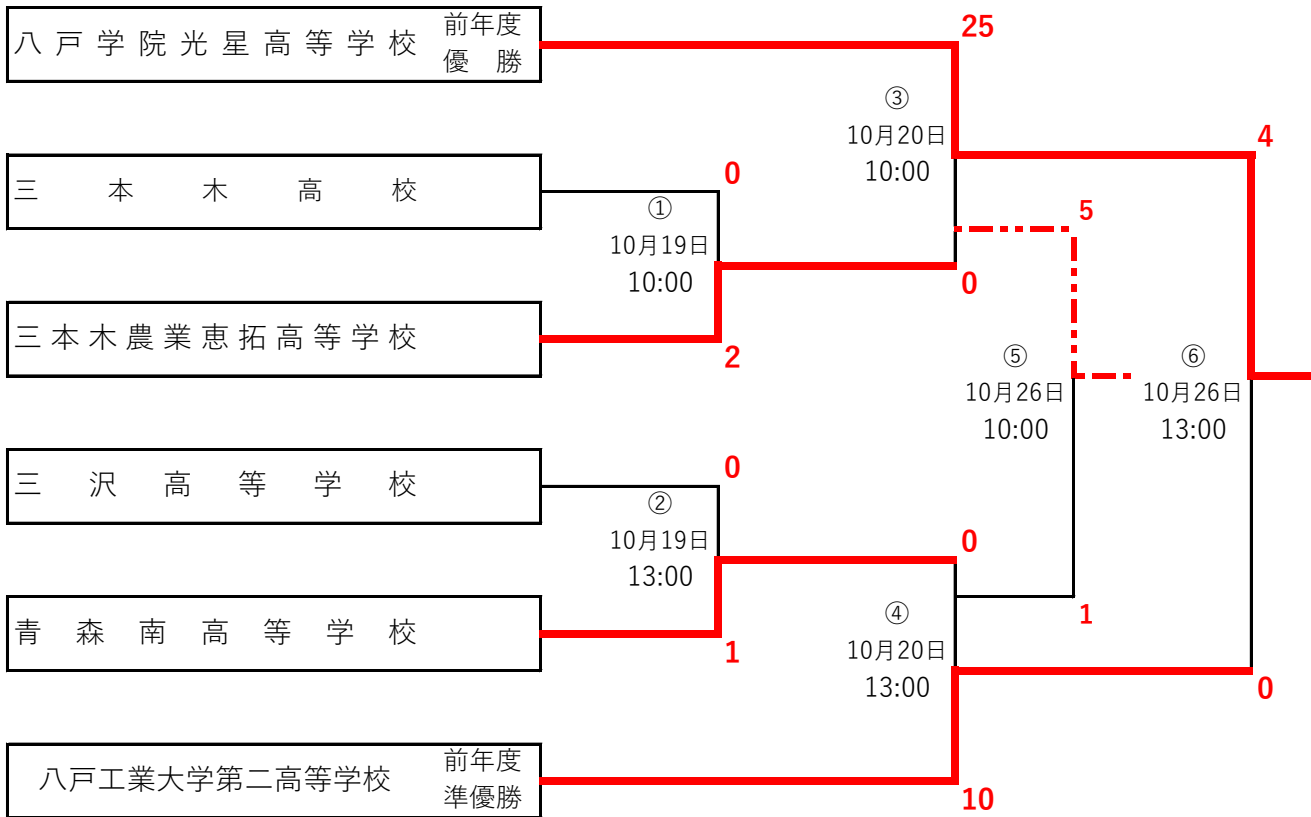 八戸学院光星高等学校
前年度
優 勝
三本木高校
三本木農業恵拓高等学校
三沢高等学校
青森南高等学校
八戸工業大学第二高等学校
前年度
準優勝
0
①
10月19日
10:00
2
0
②
10月19日
13:00
1
25
③
10月20日
10:00
0
0
④
10月20日
13:00
10
5
⑤
10月26日
10:00
1
4
⑥
10月26日
13:00
0